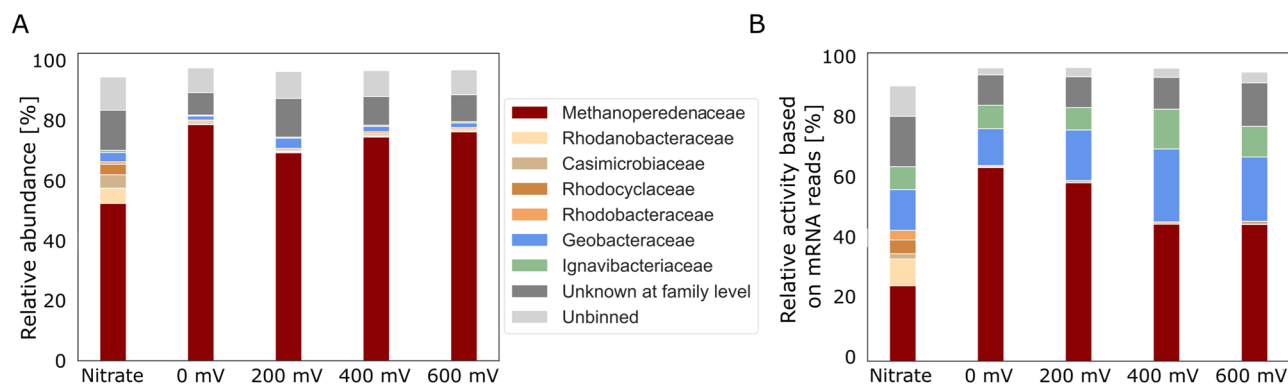 A
Relative abundance [%]
100
80
60
40
20
0
Nitrate 0 mV 200 mV 400 mV 600 mV
Methanoperedenaceae
Rhodanobacteraceae
Casimicrobiaceae
Rhodocyclaceae
Rhodobacteraceae
Geobacteraceae
Ignavibacteriaceae
Unknown at family level
Unbinned
B
Relative activity based
on mRNA reads [%]
100
80
60
40
20
0
Nitrate 0 mV 200 mV 400 mV 600 mV